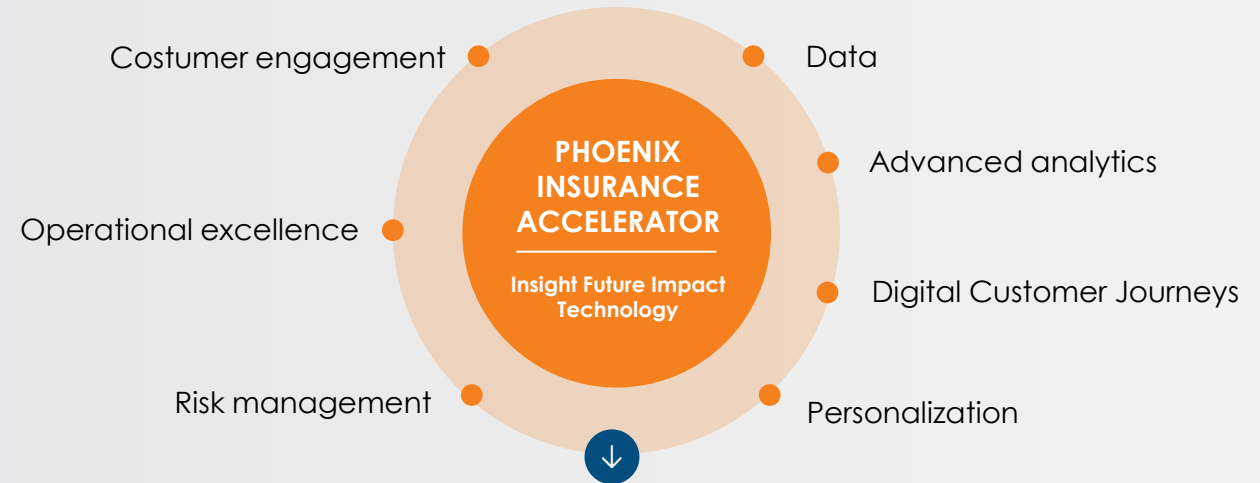 Costumer engagement
Data
PHOENIX
INSURANCE
ACCELERATOR
Insight Future Impact
Technology
Advanced analytics
Operational excellence
Digital Customer Journeys
Risk management
Personalization